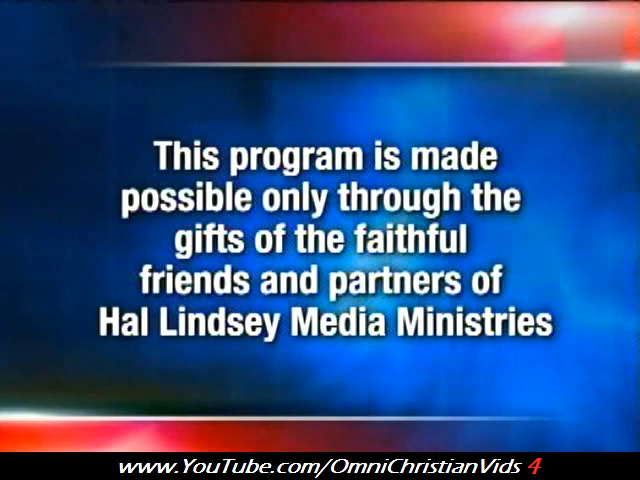 This program is made
possible only through the
gifts of the faithful
friends and partners of
Hal Lindsey Media Ministries
www.YouTube.com/OmniChristianVids 4